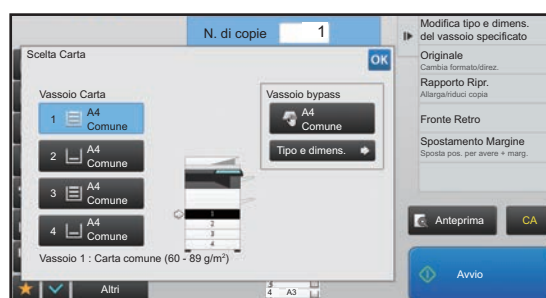 N. di copie
1
Scelta Carta
OK
Vassoio Carta
1
A4
Comune
2
A4
Comune
3
A4
Comune
4
A4
Comune
Vassoio bypass
A4
Comune
Tipo e dimens.
1
2
3
4
Vassoio 1 : Carta comune (60 - 89 g/m²)
Altri
4 A3
Modifica tipo e dimens.
del vassoio specificato
Originale
Cambia formato/direz.
Rapporto Ripr.
Allarga/riduci copia
Fronte Retro
Spostamento Margine
Sposta pos. per avere + marg.
Anteprima
CA
Avvio